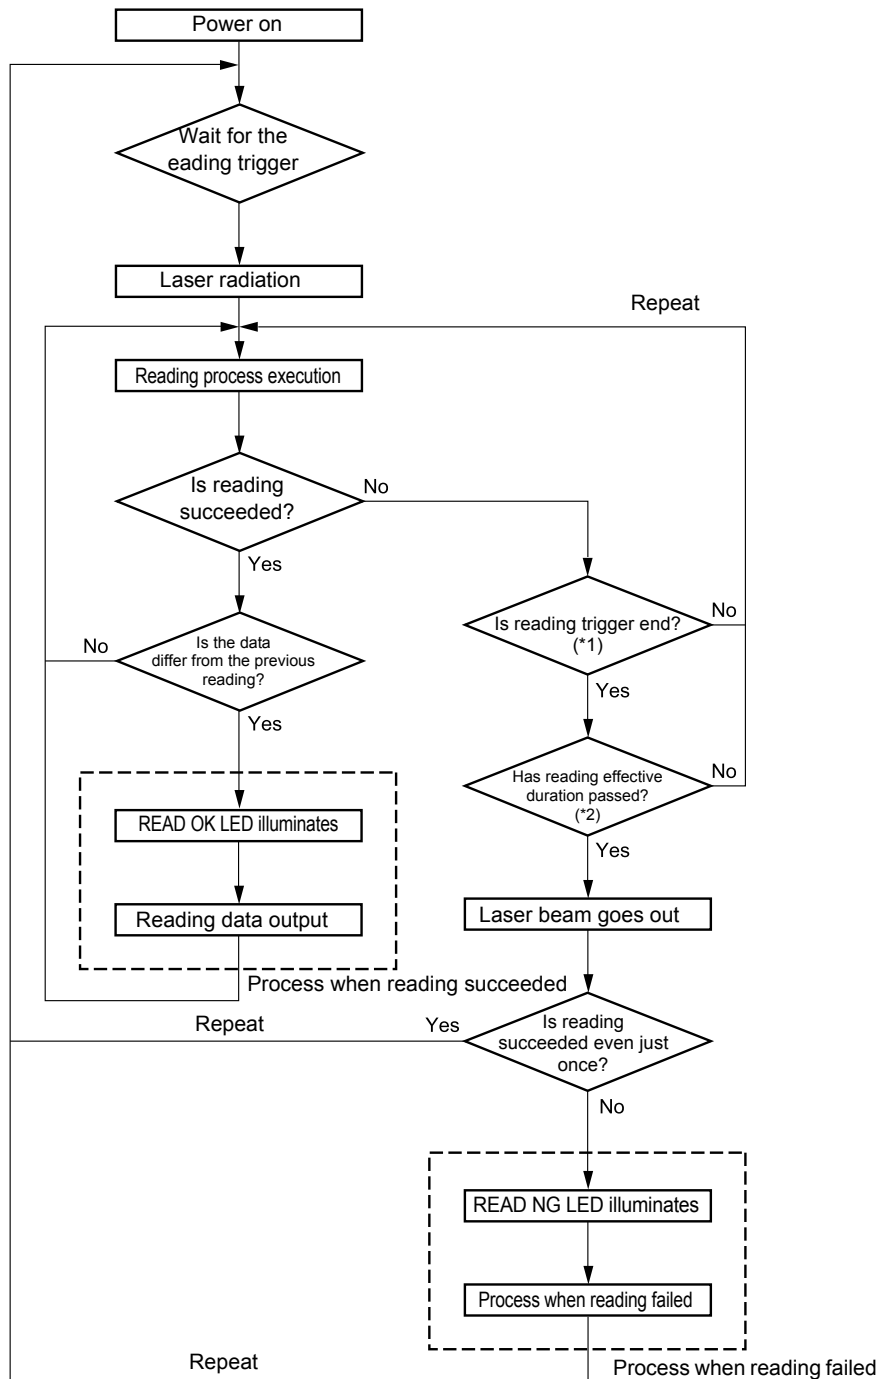 Power on
Wait for the
eading trigger
Laser radiation
Repeat
Reading process execution
Is reading
succeeded?
No
Yes
Is reading trigger end?
(*1)
No
No
Is the data
differ from the previous
reading?
Yes
Yes
Has reading effective
duration passed?
(*2)
No
Yes
READ OK LED illuminates
Reading data output
Laser beam goes out
Process when reading succeeded
Repeat
Yes
Is reading
succeeded even just
once?
No
READ NG LED illuminates
Process when reading failed
Repeat
Process when reading failed